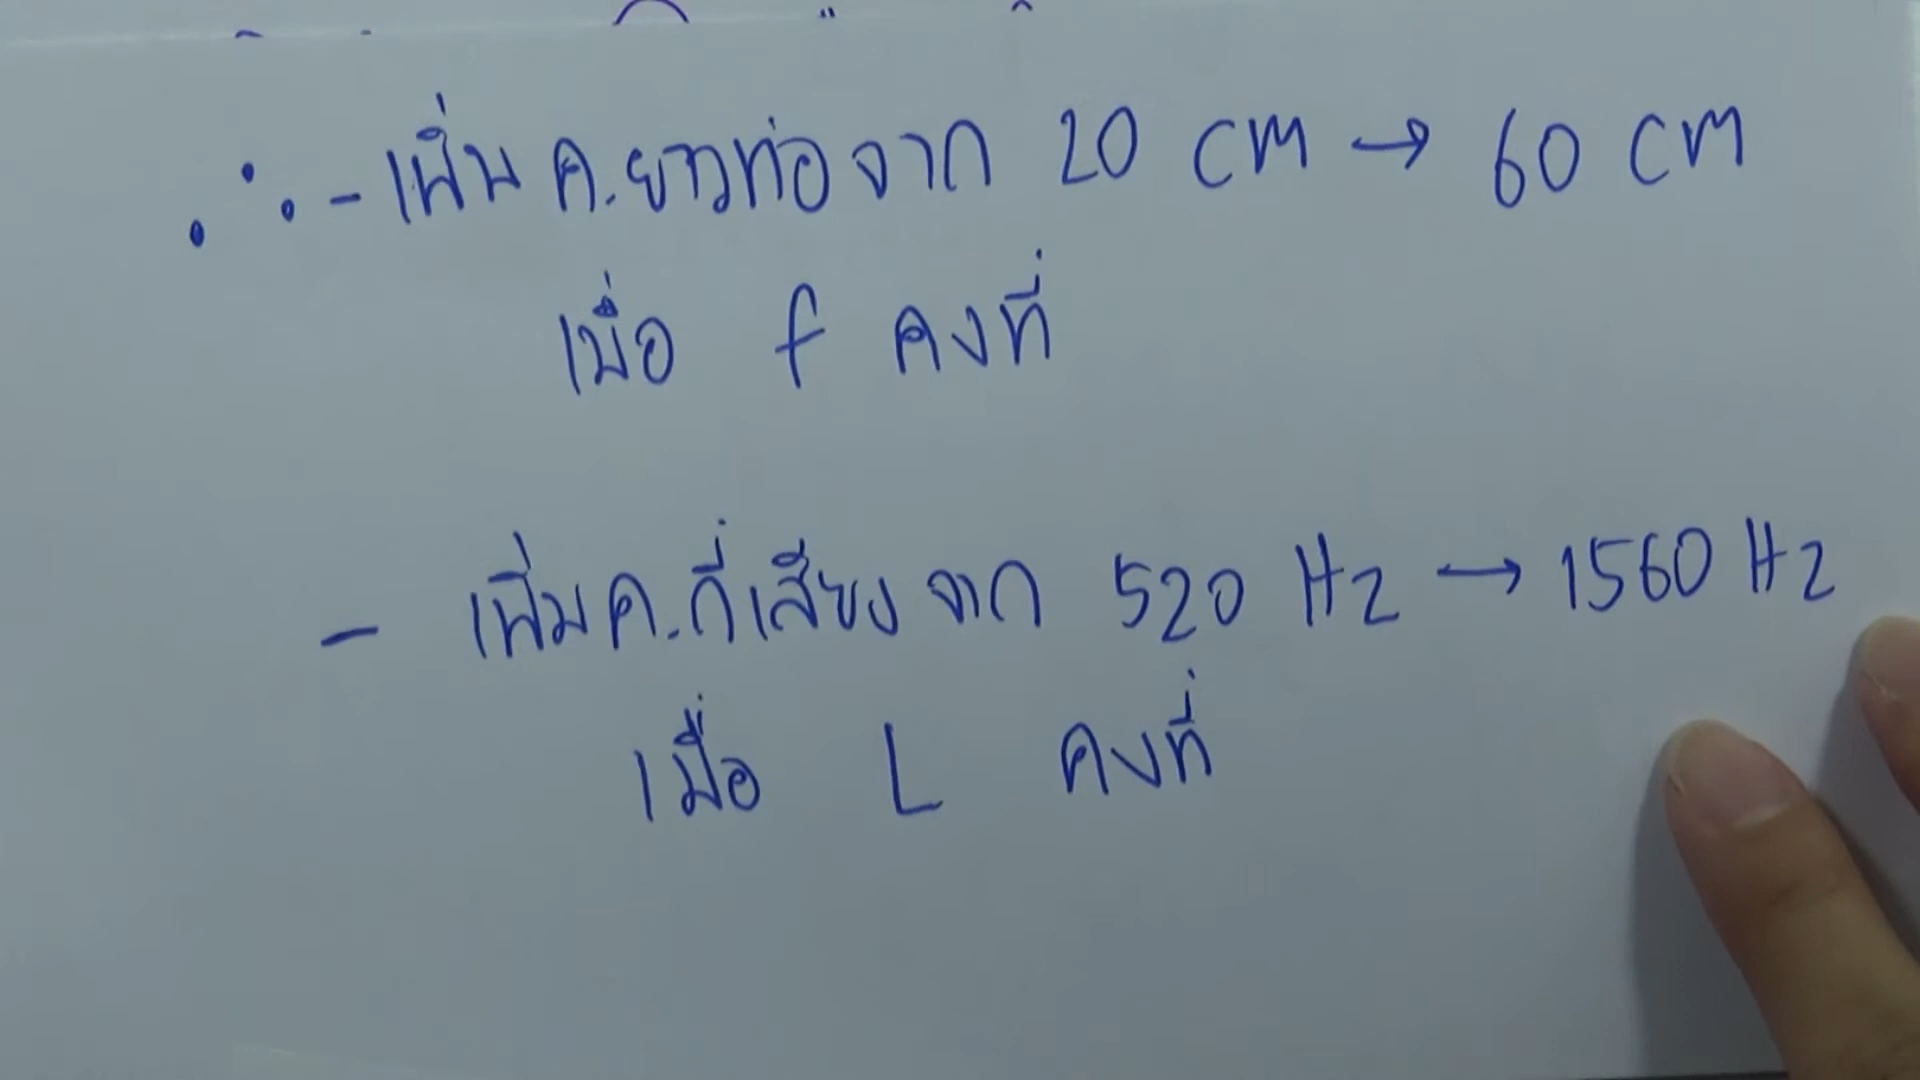 ∴ - เพิ่ม ค.ยาวท่อจาก 20 cm → 60 cm
เมื่อ f คงที่
- เพิ่ม ค.ถี่เสียง จาก 520 Hz → 1560 Hz
เมื่อ L คงที่